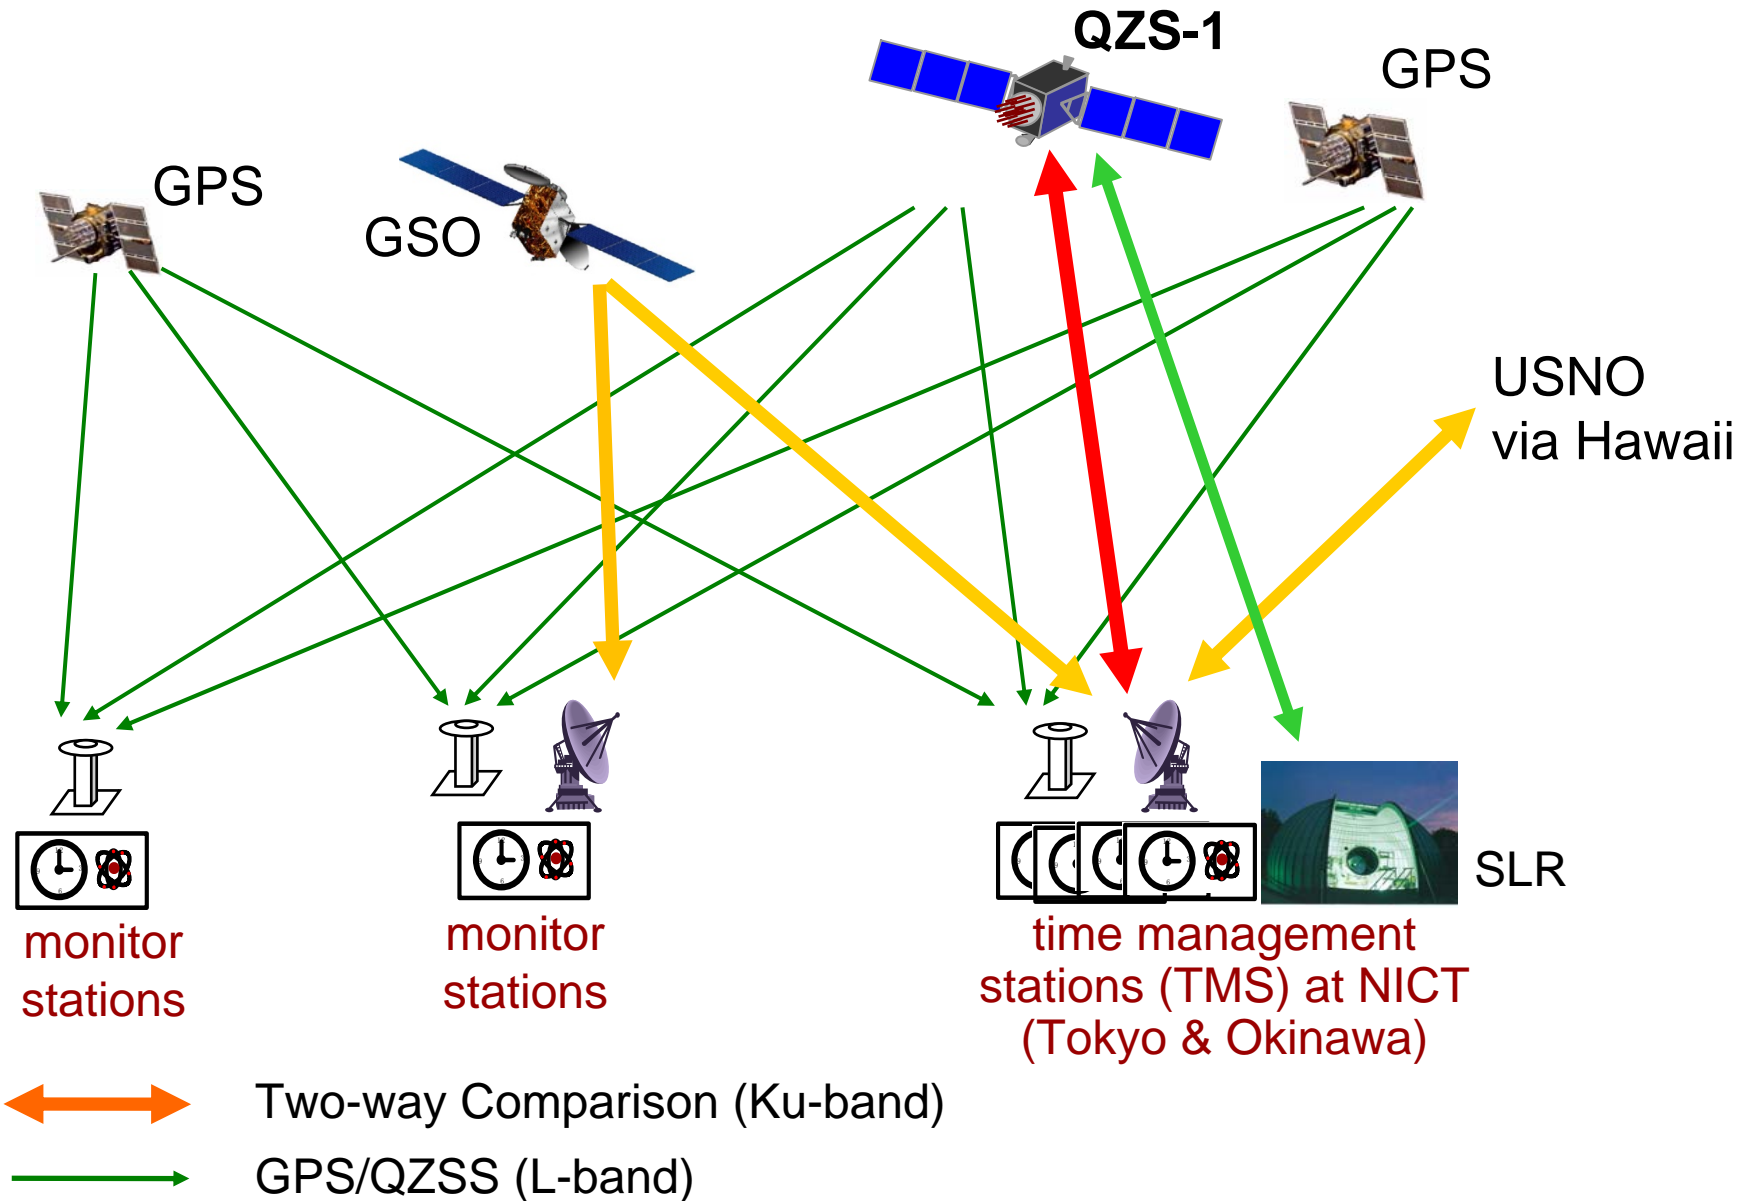 QZS-1
GPS
GPS
GSO
USNO
via Hawaii
SLR
monitor
stations
monitor
stations
time management
stations (TMS) at NICT
(Tokyo & Okinawa)
Two-way Comparison (Ku-band)
GPS/QZSS (L-band)